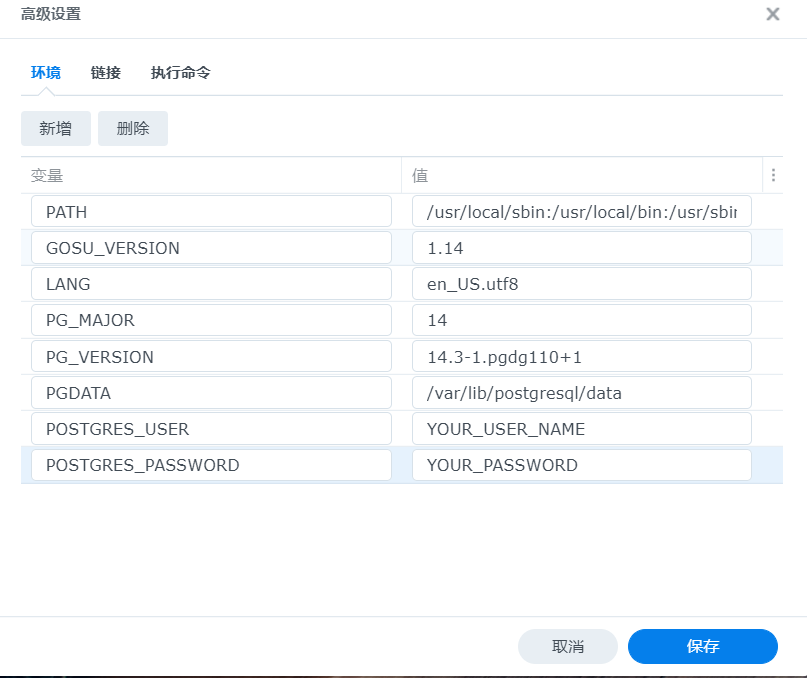 高级设置
环境 链接 执行命令
新增 删除
变量 值
PATH /usr/local/sbin:/usr/local/bin:/usr/sbin
GOSU_VERSION 1.14
LANG en_US.utf8
PG_MAJOR 14
PG_VERSION 14.3-1.pgdg110+1
PGDATA /var/lib/postgresql/data
POSTGRES_USER YOUR_USER_NAME
POSTGRES_PASSWORD YOUR_PASSWORD
取消 保存